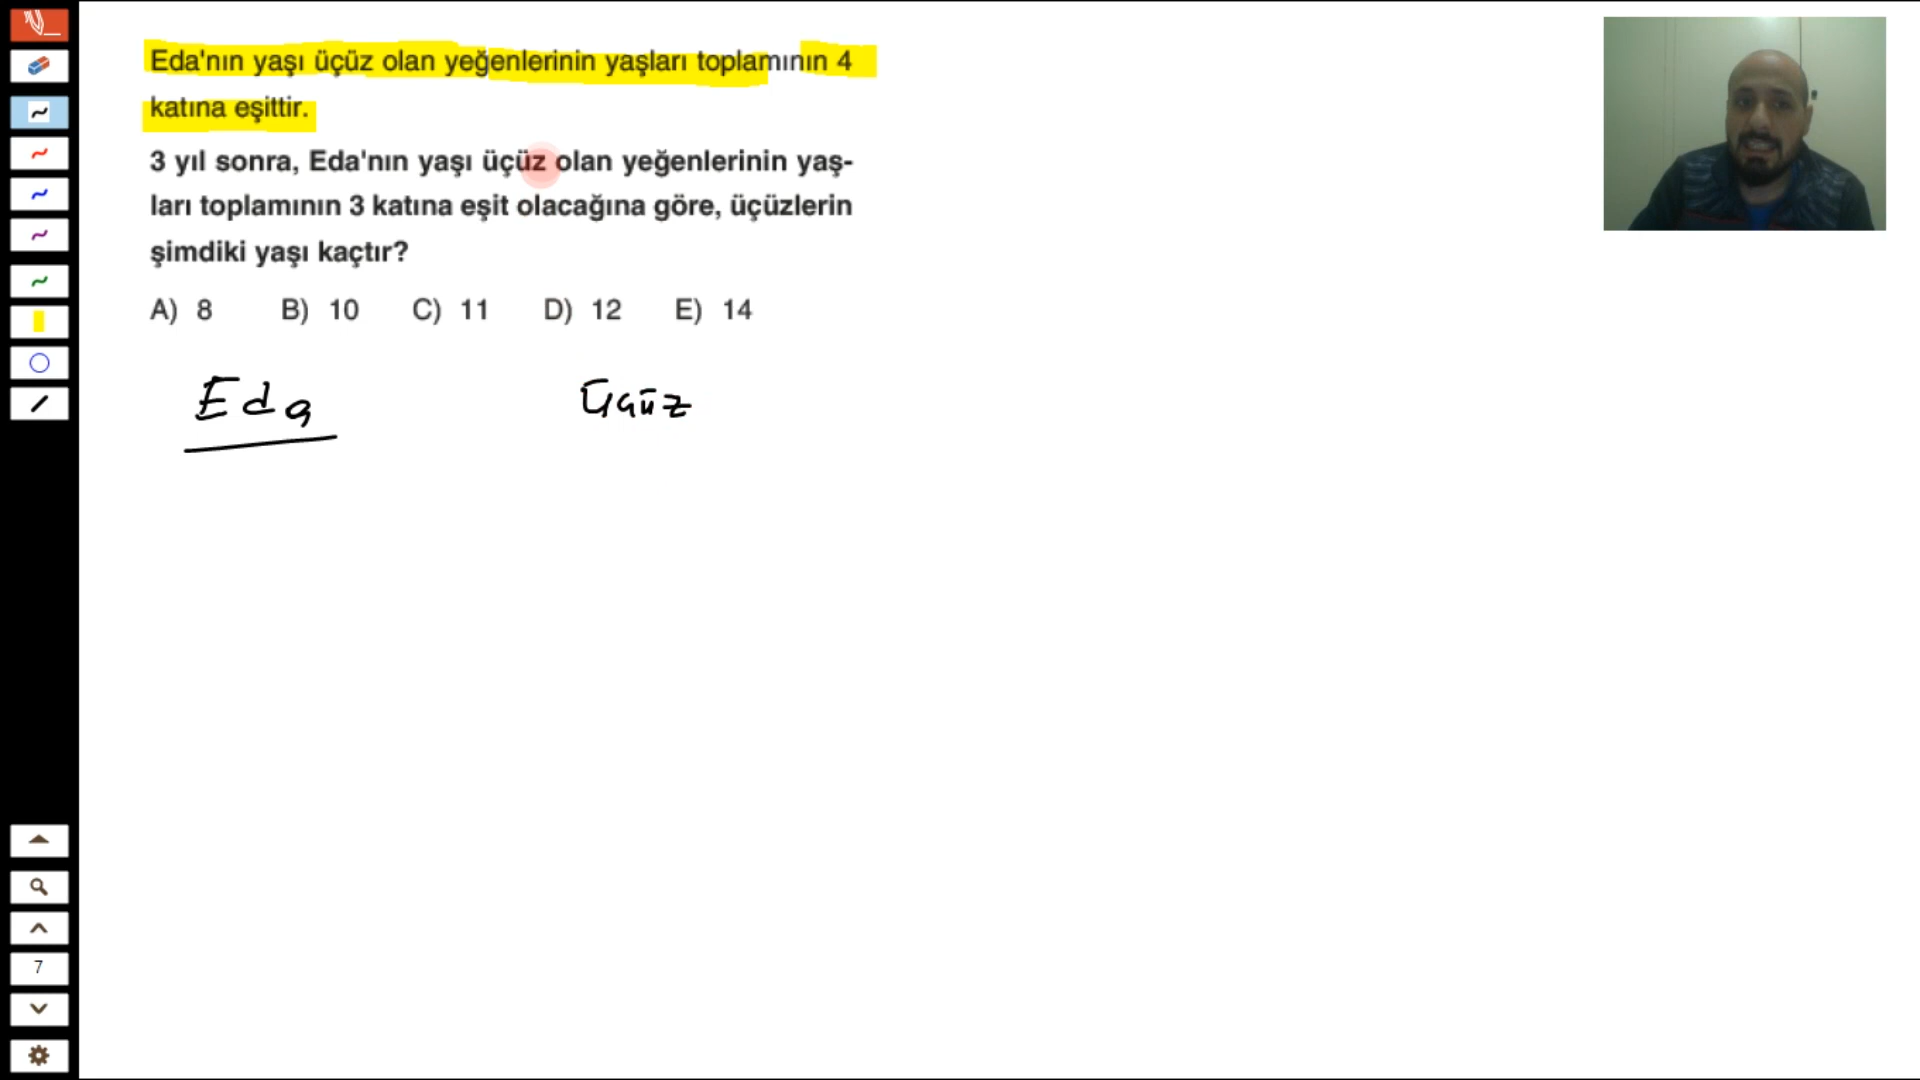 Eda'nın yaşı üçüz olan yeğenlerinin yaşları toplamının 4
katına eşittir.
3 yıl sonra, Eda'nın yaşı üçüz olan yeğenlerinin yaş-
ları toplamının 3 katına eşit olacağına göre, üçüzlerin
şimdiki yaşı kaçtır?
A) 8 B) 10 C) 11 D) 12 E) 14
Eda Üçüz
7